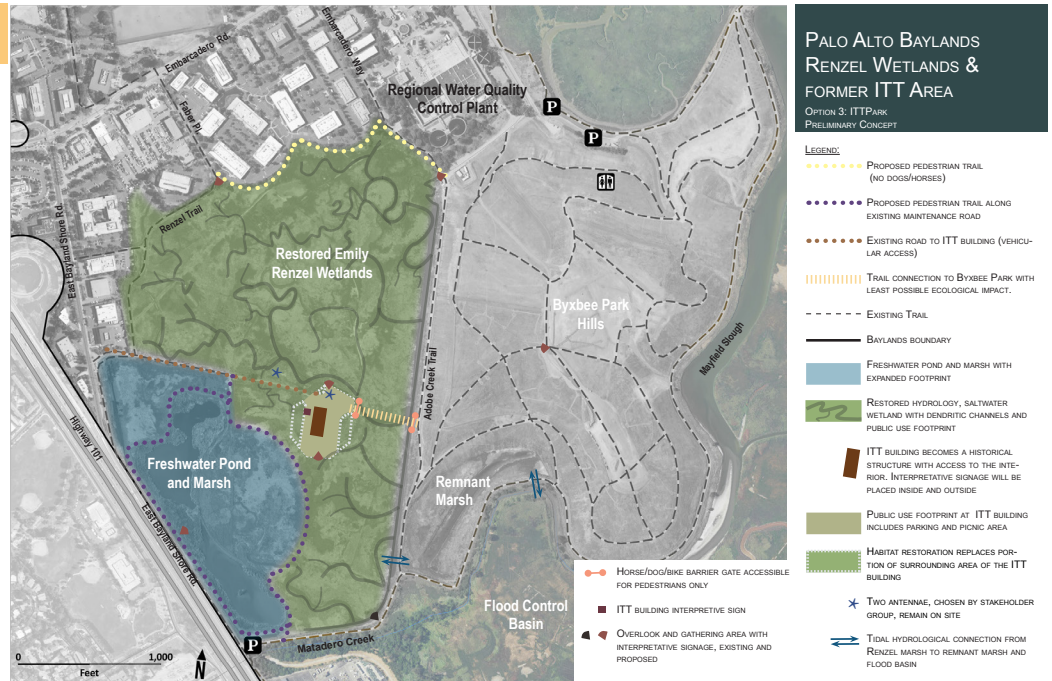 PALO ALTO BAYLANDS
RENZEL WETLANDS &
FORMER ITT AREA
OPTION 3: ITTPARK
PRELIMINARY CONCEPT
LEGEND:
PROPOSED PEDESTRIAN TRAIL
(NO DOGS/HORSES)
PROPOSED PEDESTRIAN TRAIL ALONG
EXISTING MAINTENANCE ROAD
EXISTING ROAD TO ITT BUILDING (VEHICU-
LAR ACCESS)
TRAIL CONNECTION TO BYXBEE PARK WITH
LEAST POSSIBLE ECOLOGICAL IMPACT.
EXISTING TRAIL
BAYLANDS BOUNDARY
FRESHWATER POND AND MARSH WITH
EXPANDED FOOTPRINT
RESTORED HYDROLOGY, SALTWATER
WETLAND WITH DENDRITIC CHANNELS AND
PUBLIC USE FOOTPRINT
ITT BUILDING BECOMES A HISTORICAL
STRUCTURE WITH ACCESS TO THE INTE-
RIOR. INTERPRETIVE SIGNAGE WILL BE
PLACED INSIDE AND OUTSIDE
PUBLIC USE FOOTPRINT AT ITT BUILDING
INCLUDES PARKING AND PICNIC AREA
HABITAT RESTORATION REPLACES POR-
TION OF SURROUNDING AREA OF THE ITT
BUILDING
TWO ANTENNAE, CHOSEN BY STAKEHOLDER
GROUP, REMAIN ON SITE
TIDAL HYDROLOGICAL CONNECTION FROM
RENZEL MARSH TO REMNANT MARSH AND
FLOOD BASIN
HORSE/DOG/BIKE BARRIER GATE ACCESSIBLE
FOR PEDESTRIANS ONLY
ITT BUILDING INTERPRETIVE SIGN
OVERLOOK AND GATHERING AREA WITH
INTERPRETATIVE SIGNAGE, EXISTING AND
PROPOSED
Embarcadero Rd.
Embarcadero Way
Faber Pl.
Regional Water Quality
Control Plant
P
P
East Bayland Shore Rd.
Renzel Trail
Restored Emily
Renzel Wetlands
Byxbee Park
Hills
Mayfield Slough
Adobe Creek Trail
Highway 101
Freshwater Pond
and Marsh
Remnant
Marsh
East Bayland Shore Rd.
Flood Control
Basin
Matadero Creek
P
0 1,000
Feet
N